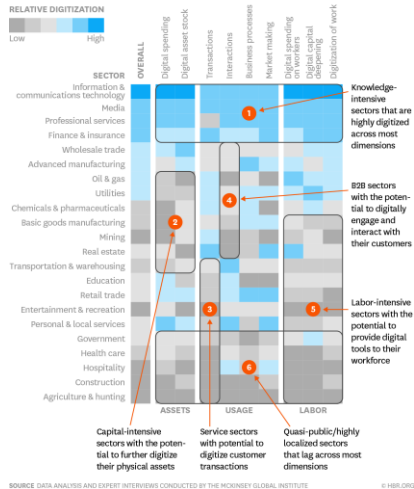 RELATIVE DIGITIZATION
Low High
SECTOR
OVERALL
Digital spending
Digital asset stock
Transactions
Interactions
Business processes
Market making
Digital spending
on workers
Digital capital
deepening
Digitization of work
Information &
communications technology
Media
Professional services
Finance & insurance
Wholesale trade
Advanced manufacturing
Oil & gas
Utilities
Chemicals & pharmaceuticals
Basic goods manufacturing
Mining
Real estate
Transportation & warehousing
Education
Retail trade
Entertainment & recreation
Personal & local services
Government
Health care
Hospitality
Construction
Agriculture & hunting
1
2
3
4
5
6
ASSETS USAGE LABOR
Knowledge-
intensive
sectors that are
highly digitized
across most
dimensions
B2B sectors
with the poten-
tial to digitally
engage and
interact with
their customers
Labor-intensive
sectors with the
potential to
provide digital
tools to their
workforce
Capital-intensive
sectors with the poten-
tial to further digitize
their physical assets
Service sectors
with potential to
digitize customer
transactions
Quasi-public/highly
localized sectors
that lag across most
dimensions
SOURCE DATA ANALYSIS AND EXPERT INTERVIEWS CONDUCTED BY THE MCKINSEY GLOBAL INSTITUTE
© HBR.ORG